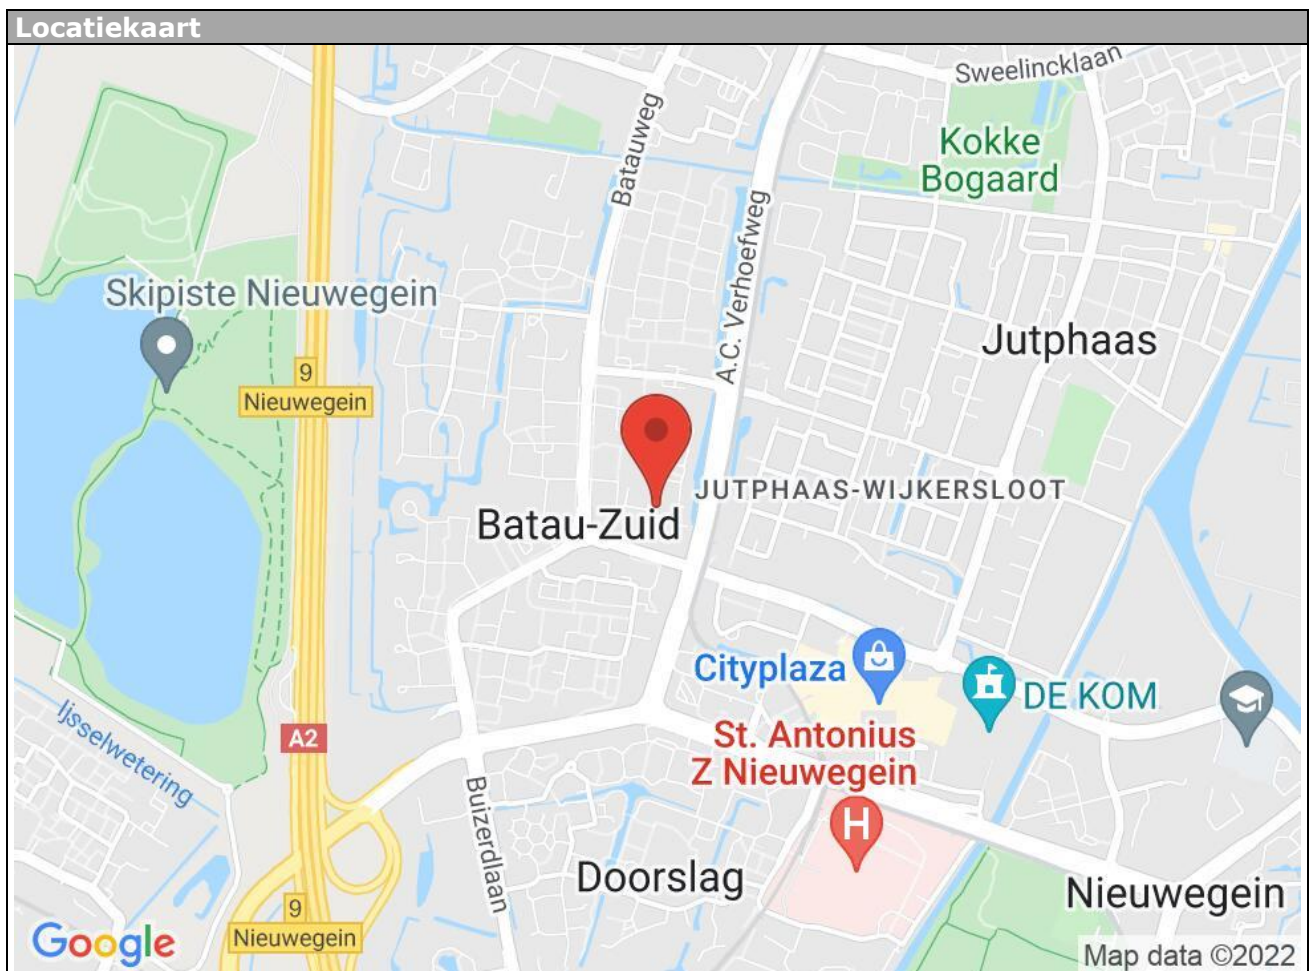 Locatiekaart
Sweelincklaan
Batauweg
Kokke
Bogaard
A.C. Verhoefweg
Skipiste Nieuwegein
Jutphaas
9
Nieuwegein
JUTPHAAS-WIJKERSLOOT
Batau-Zuid
Cityplaza
DE KOM
Ijsselwetering
A2
St. Antonius
Z Nieuwegein
Buizerdlaan
H
Doorslag
Nieuwegein
9
Nieuwegein
Google
Map data ©2022